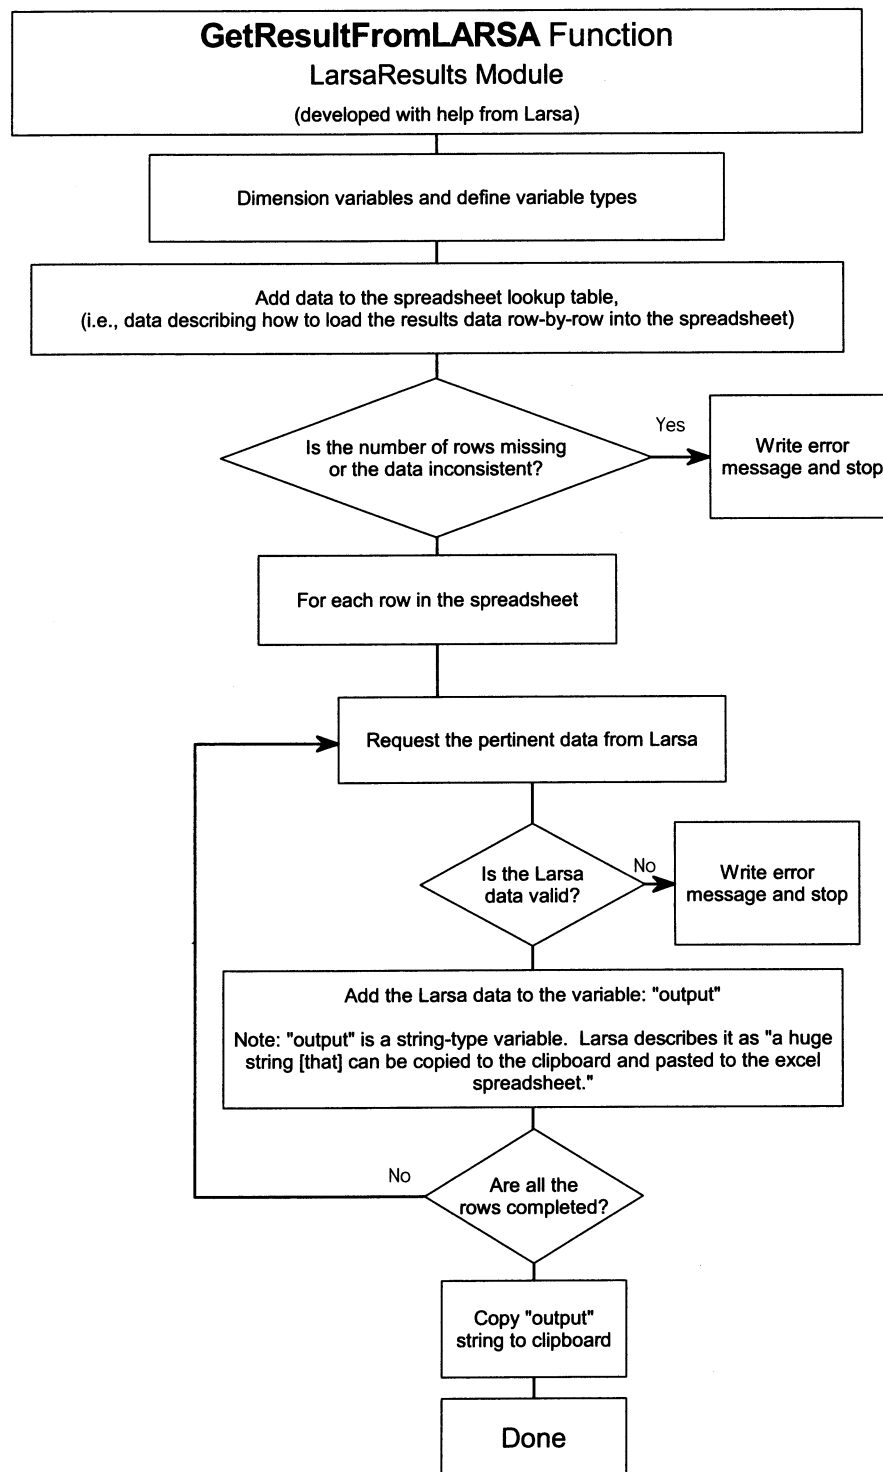 GetResultFromLARSA Function
LarsaResults Module
(developed with help from Larsa)
Dimension variables and define variable types
Add data to the spreadsheet lookup table,
(i.e., data describing how to load the results data row-by-row into the spreadsheet)
Is the number of rows missing
or the data inconsistent?
Yes
Write error
message and stop
For each row in the spreadsheet
Request the pertinent data from Larsa
Is the Larsa
data valid?
No
Write error
message and stop
Add the Larsa data to the variable: "output"
Note: "output" is a string-type variable.  Larsa describes it as "a huge
string [that] can be copied to the clipboard and pasted to the excel
spreadsheet."
No
Are all the
rows completed?
Copy "output"
string to clipboard
Done